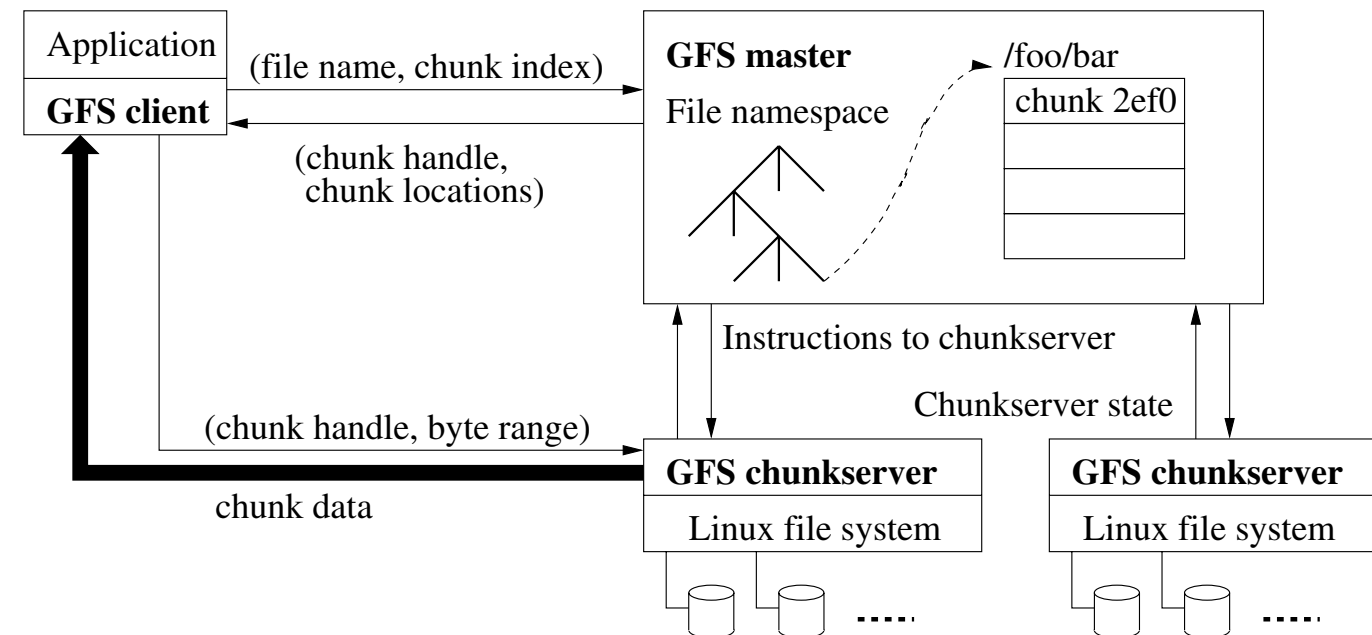 Application
GFS client
(file name, chunk index)
(chunk handle,
chunk locations)
GFS master
File namespace
/foo/bar
chunk 2ef0
Instructions to chunkserver
Chunkserver state
(chunk handle, byte range)
chunk data
GFS chunkserver
Linux file system
GFS chunkserver
Linux file system